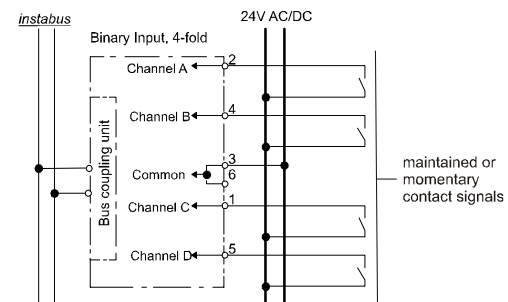 instabus
24V AC/DC
Binary Input, 4-fold
Channel A
2
Channel B
4
Bus coupling unit
Common
3
6
Channel C
1
Channel D
5
maintained or
momentary
contact signals